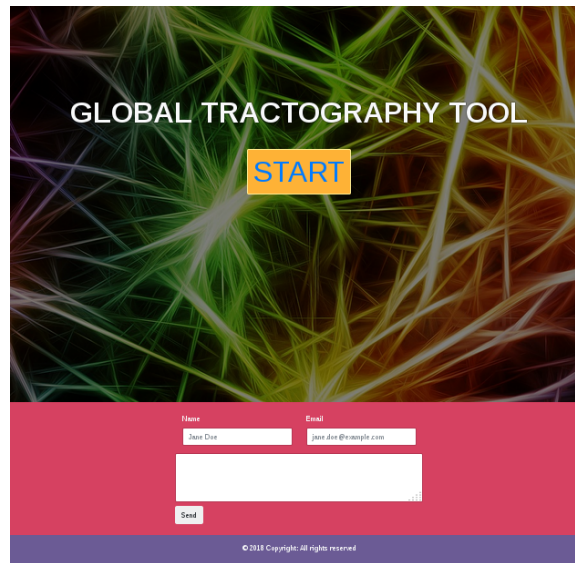 GLOBAL TRACTOGRAPHY TOOL
START
Name Email
Jane Doe jane.doe@example.com
Send
© 2018 Copyright: All rights reserved